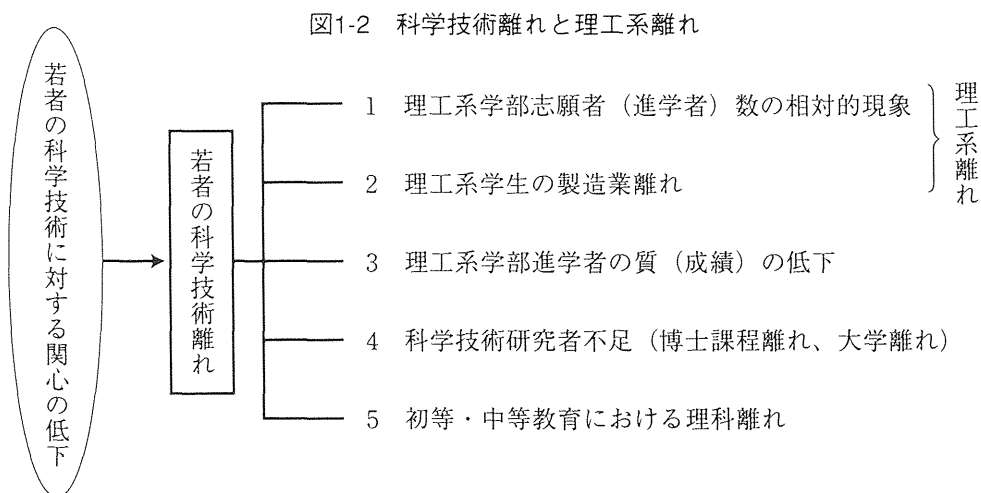 図1-2 科学技術離れと理工系離れ
若者の科学技術に対する関心の低下
若者の科学技術離れ
1 理工系学部志願者(進学者)数の相対的現象
2 理工系学生の製造業離れ
3 理工系学部進学者の質(成績)の低下
4 科学技術研究者不足(博士課程離れ、大学離れ)
5 初等・中等教育における理科離れ
理工系離れ